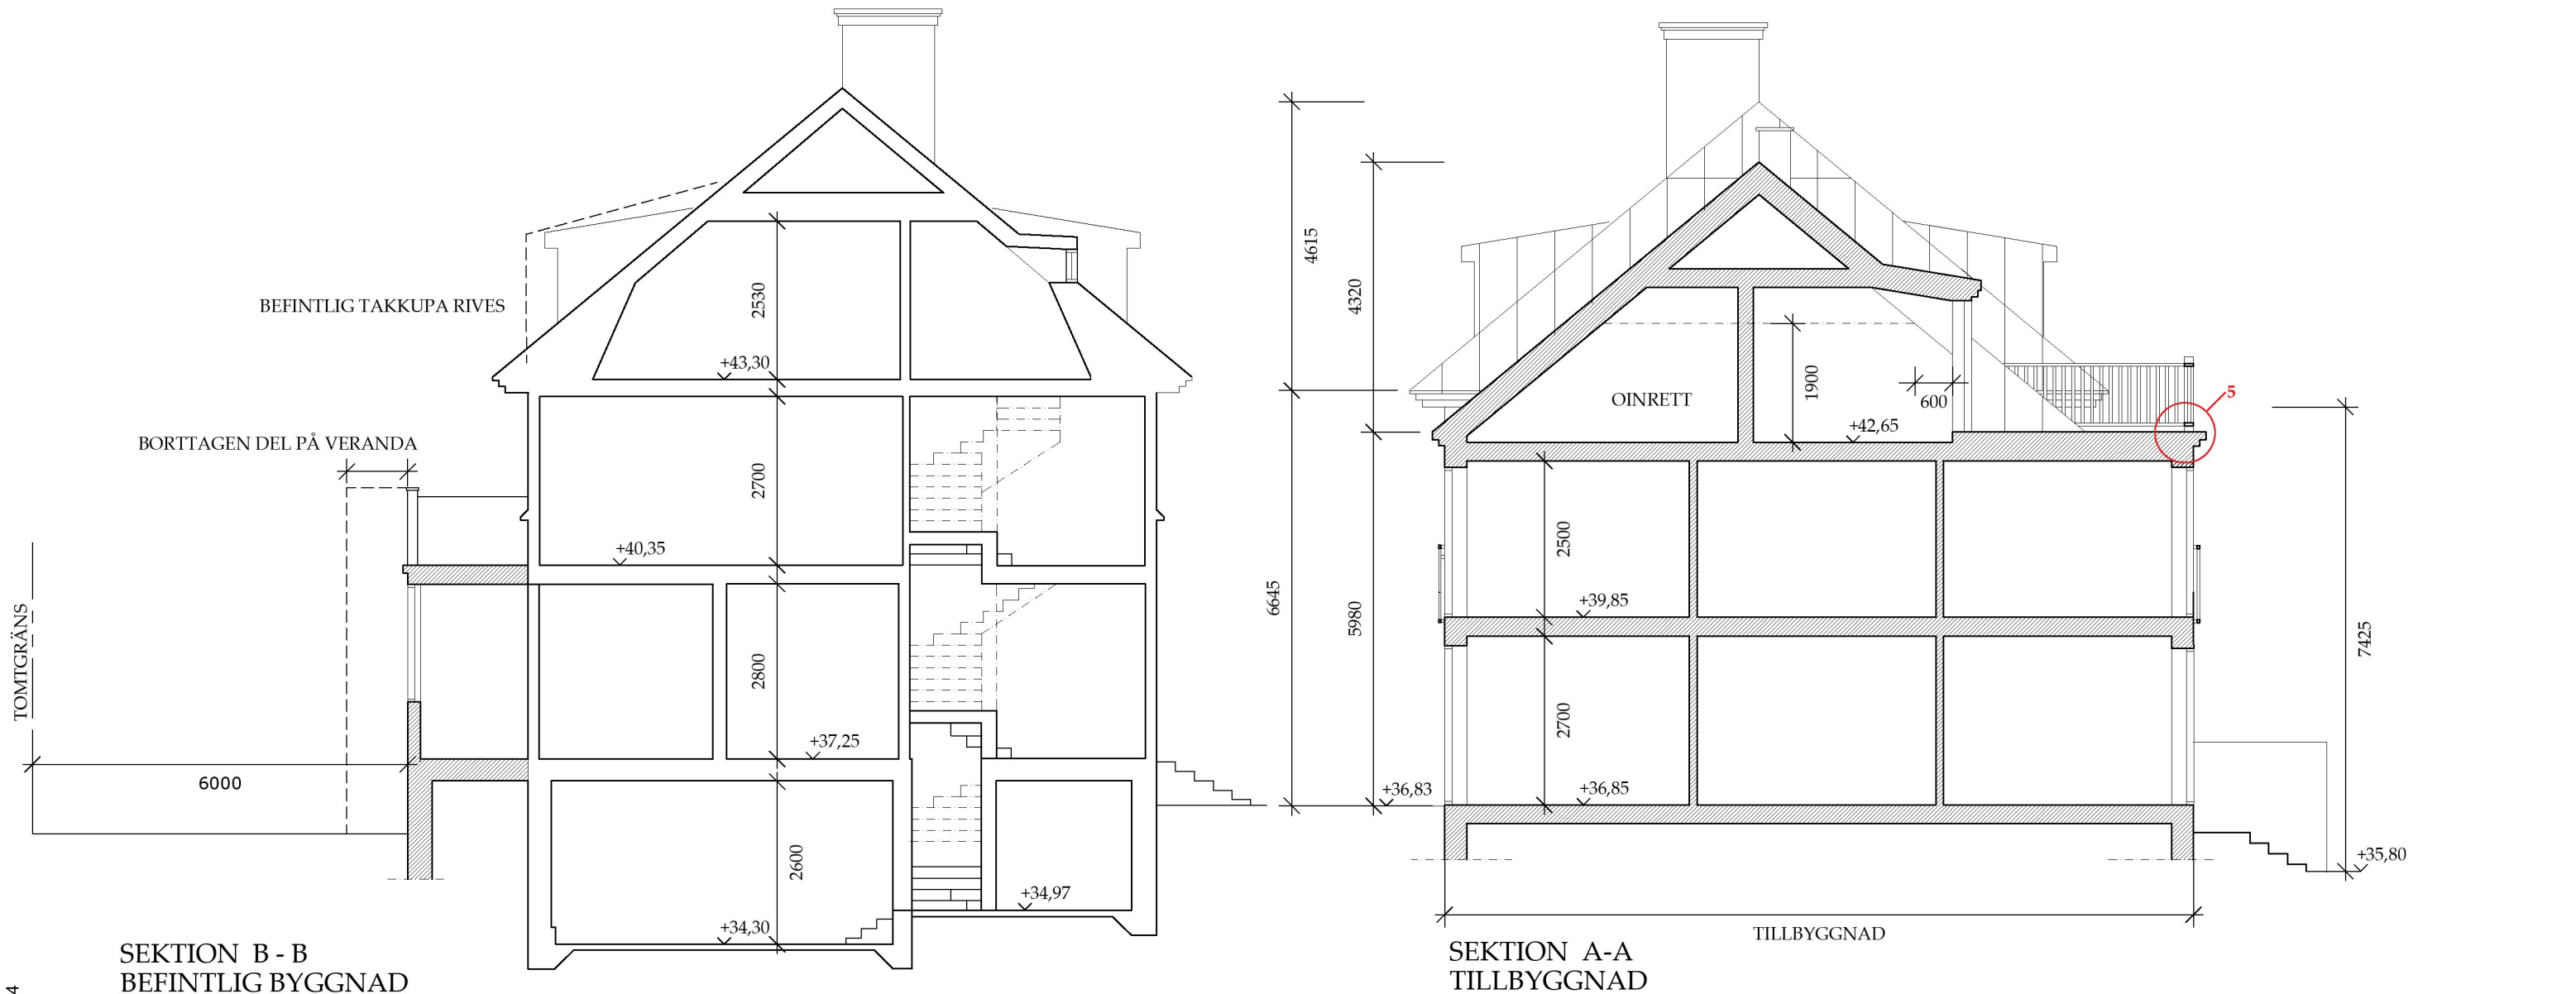 BEFINTLIG TAKKUPA RIVES
BORTTAGEN DEL PÅ VERANDA
TOMTGRÄNS
6000
2530
+43,30
2700
+40,35
2800
+37,25
2600
+34,97
+34,30
SEKTION B - B
BEFINTLIG BYGGNAD
4
4615
4320
6645
5980
OINRETT
1900
600
+42,65
5
2500
+39,85
2700
+36,83
+36,85
7425
+35,80
TILLBYGGNAD
SEKTION A-A
TILLBYGGNAD